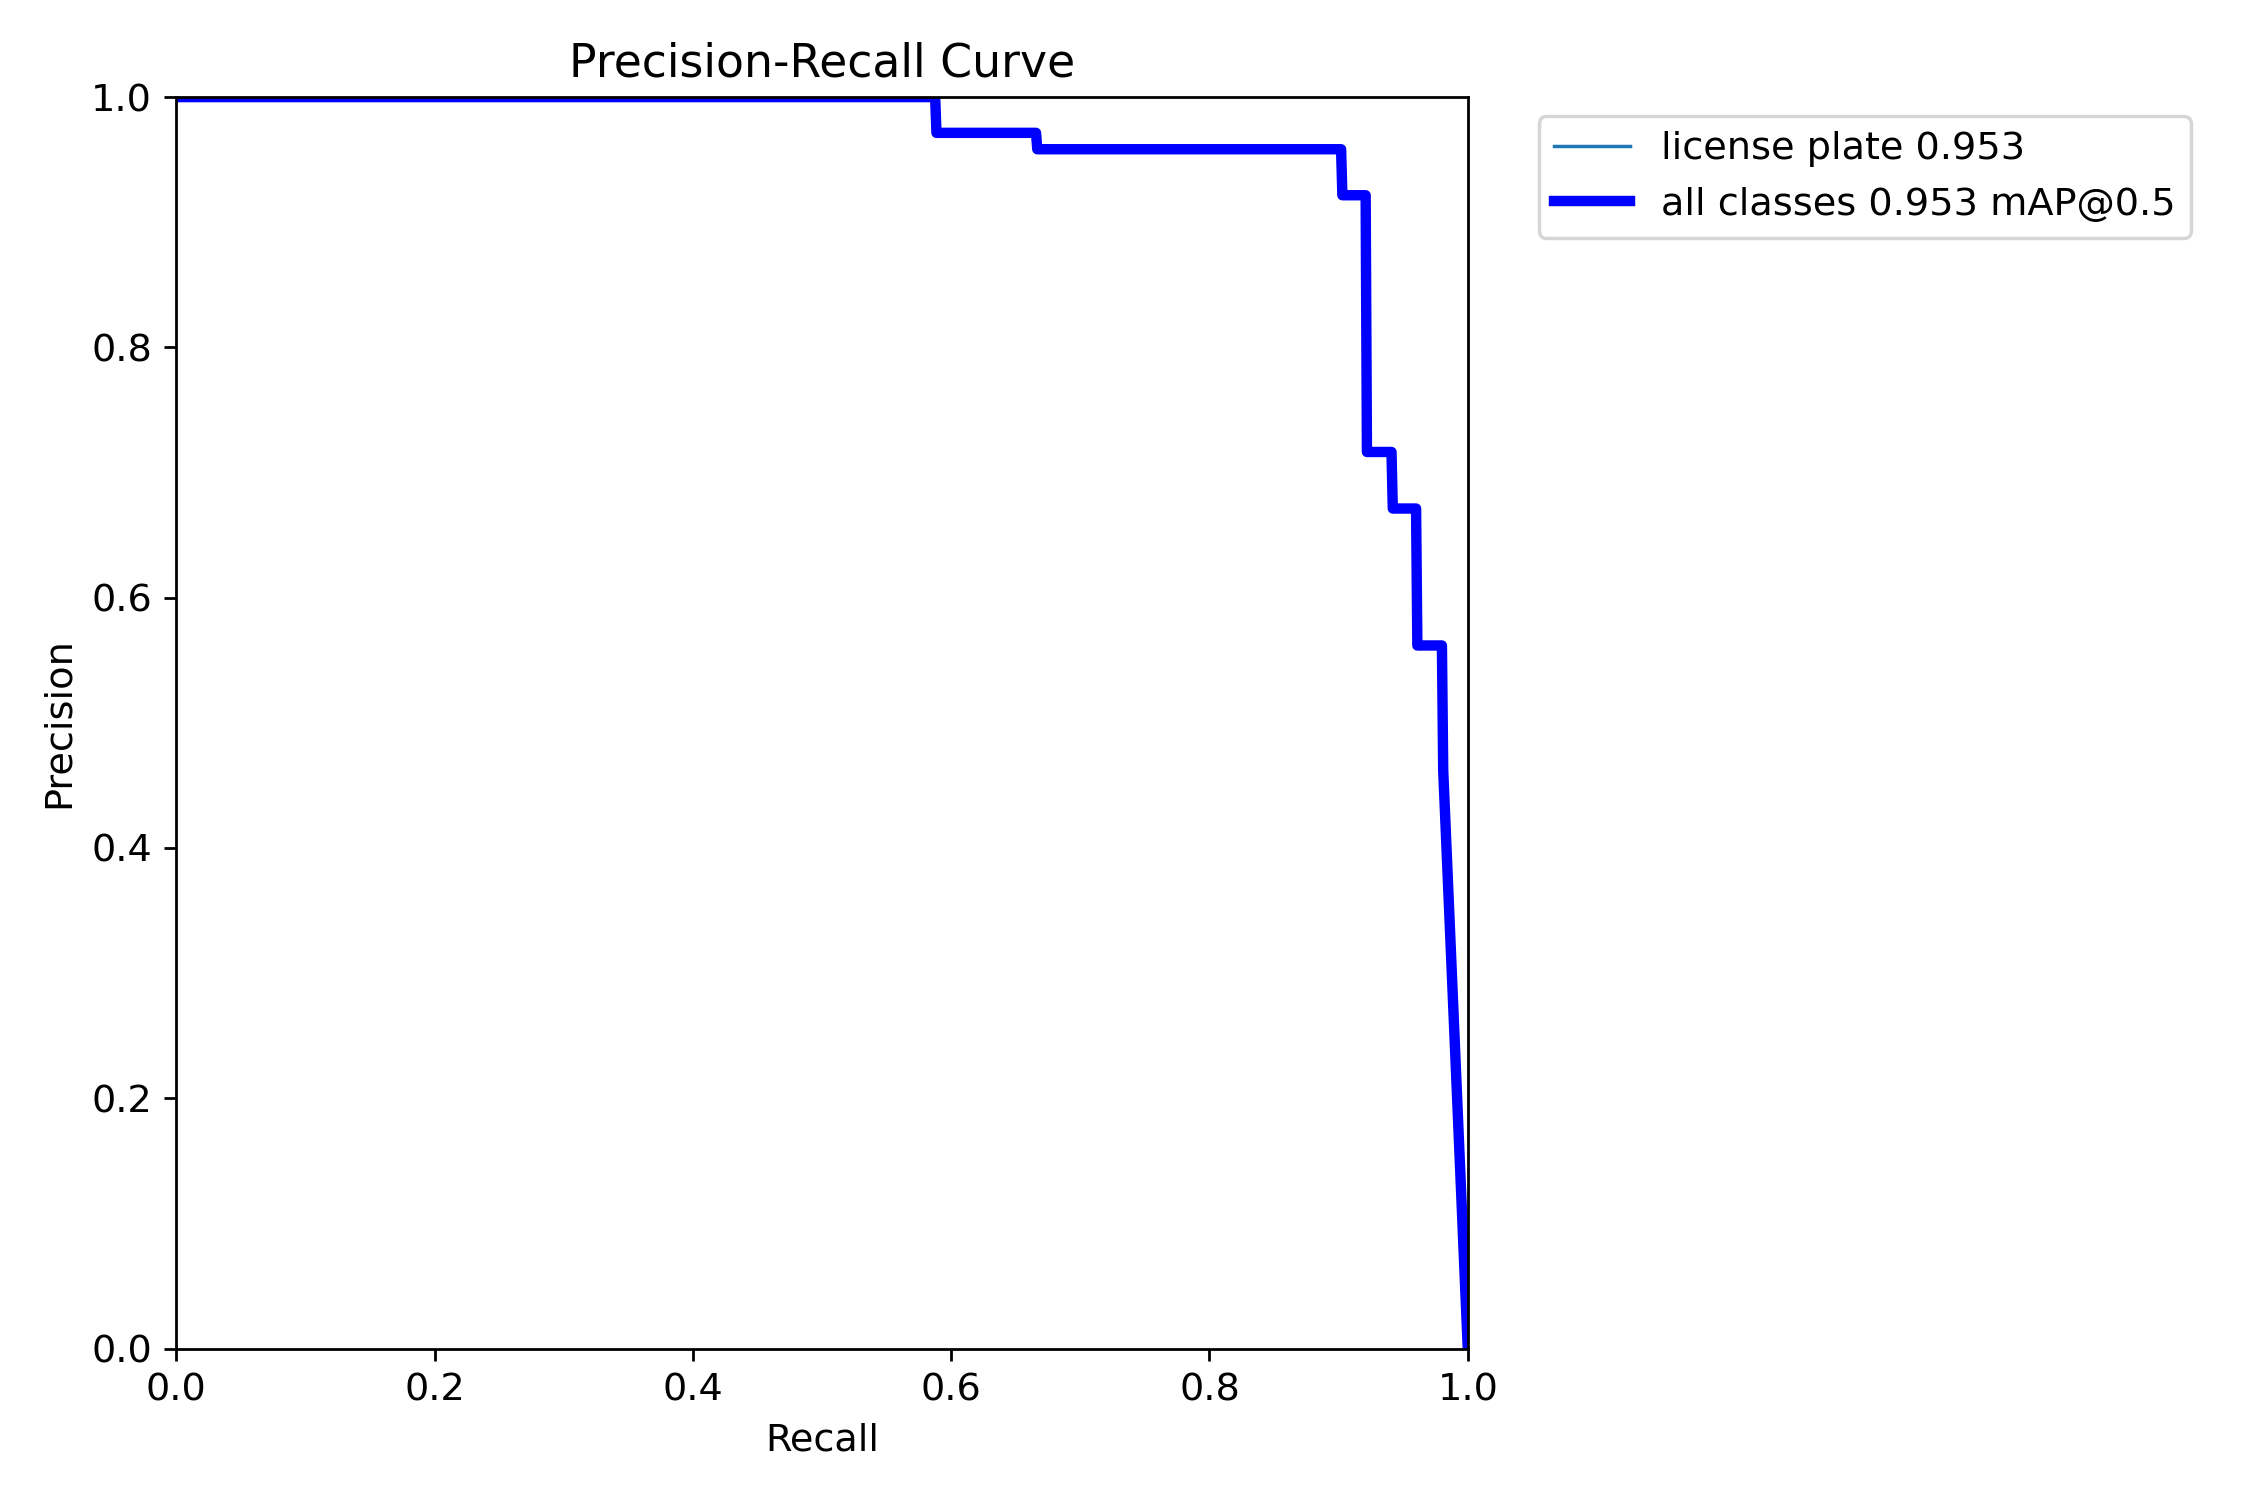 Precision-Recall Curve
1.0
0.8
0.6
0.4
0.2
0.0
Precision
0.0 0.2 0.4 0.6 0.8 1.0
Recall
license plate 0.953
all classes 0.953 mAP@0.5